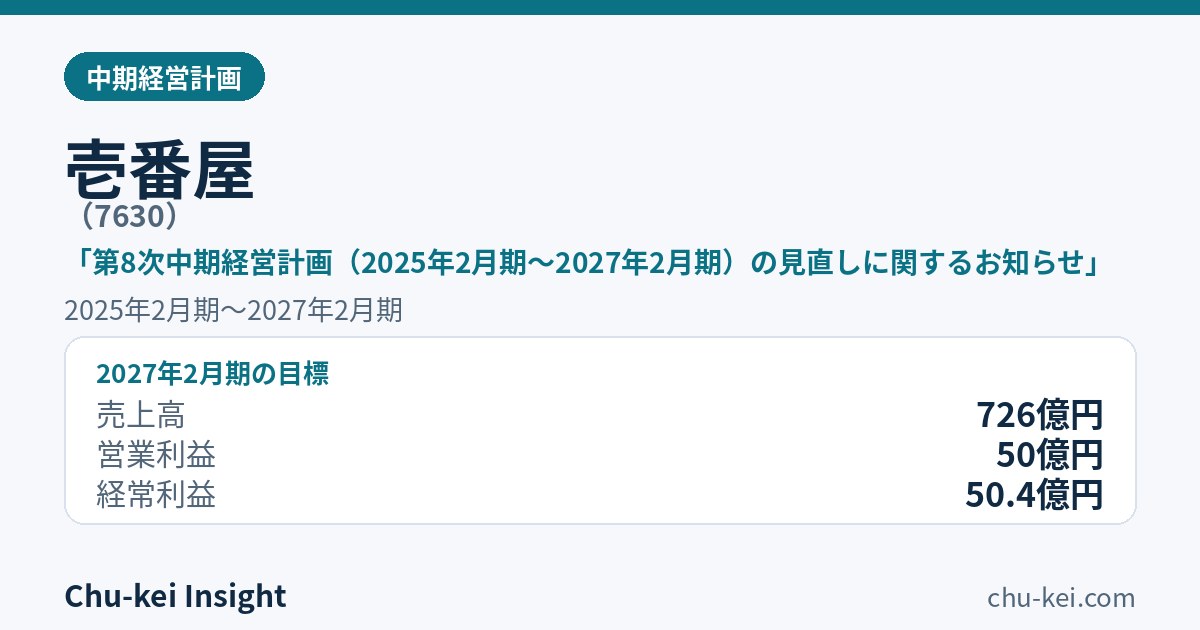 中期経営計画
壱番屋
（7630）
「第8次中期経営計画（2025年2月期～2027年2月期）の見直しに関するお知らせ」
2025年2月期～2027年2月期
2027年2月期の目標
売上高 726億円
営業利益 50億円
経常利益 50.4億円
Chu-kei Insight chu-kei.com